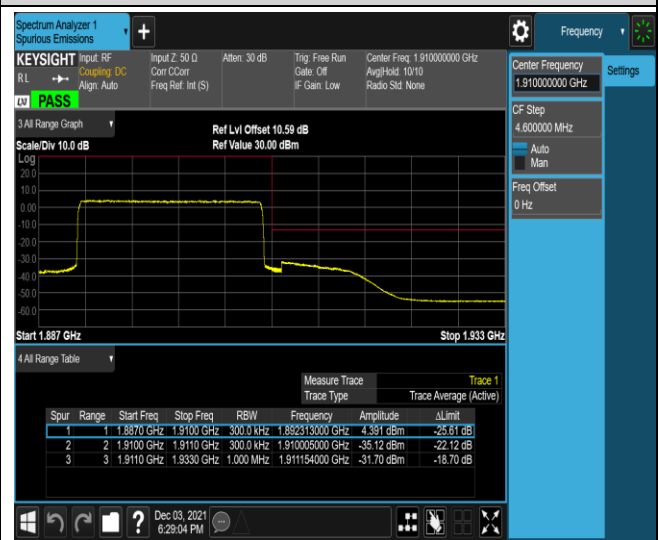 Spectrum Analyzer 1
Spurious Emissions
+
Frequency
KEYSIGHT
RL
LW PASS
Input: RF
Coupling: DC
Align: Auto
Input Z: 50 Ω
Corr CCorr
Freq Ref: Int (S)
Atten: 30 dB
Trig: Free Run
Gate: Off
IF Gain: Low
Center Freq: 1.910000000 GHz
Avg|Hold: 10/10
Radio Std: None
Center Frequency
1.910000000 GHz
Settings
CF Step
4.600000 MHz
Auto
Man
Freq Offset
0 Hz
3 All Range Graph
Scale/Div 10.0 dB
Ref Lvl Offset 10.59 dB
Ref Value 30.00 dBm
Log
20.0
10.0
0.00
-10.0
-20.0
-30.0
-40.0
-50.0
-60.0
Start 1.887 GHz
Stop 1.933 GHz
4 All Range Table
Measure Trace Trace 1
Trace Type Trace Average (Active)
Spur Range Start Freq Stop Freq RBW Frequency Amplitude ΔLimit
1 1 1.8870 GHz 1.9100 GHz 300.0 kHz 1.892313000 GHz 4.391 dBm -25.61 dB
2 2 1.9100 GHz 1.9110 GHz 300.0 kHz 1.910005000 GHz -35.12 dBm -22.12 dB
3 3 1.9110 GHz 1.9330 GHz 1.000 MHz 1.911154000 GHz -31.70 dBm -18.70 dB
?
Dec 03, 2021
6:29:04 PM